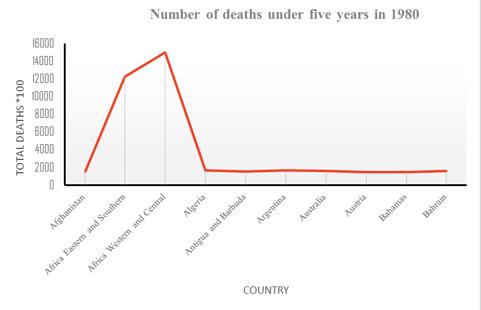 Number of deaths under five years in 1980
TOTAL DEATHS *100
16000
14000
12000
10000
8000
6000
4000
2000
0
Afghanistan
Africa Eastern and Southern
Africa Western and Central
Algeria
Antigua and Barbuda
Argentina
Australia
Austria
Bahamas
Bahrain
COUNTRY